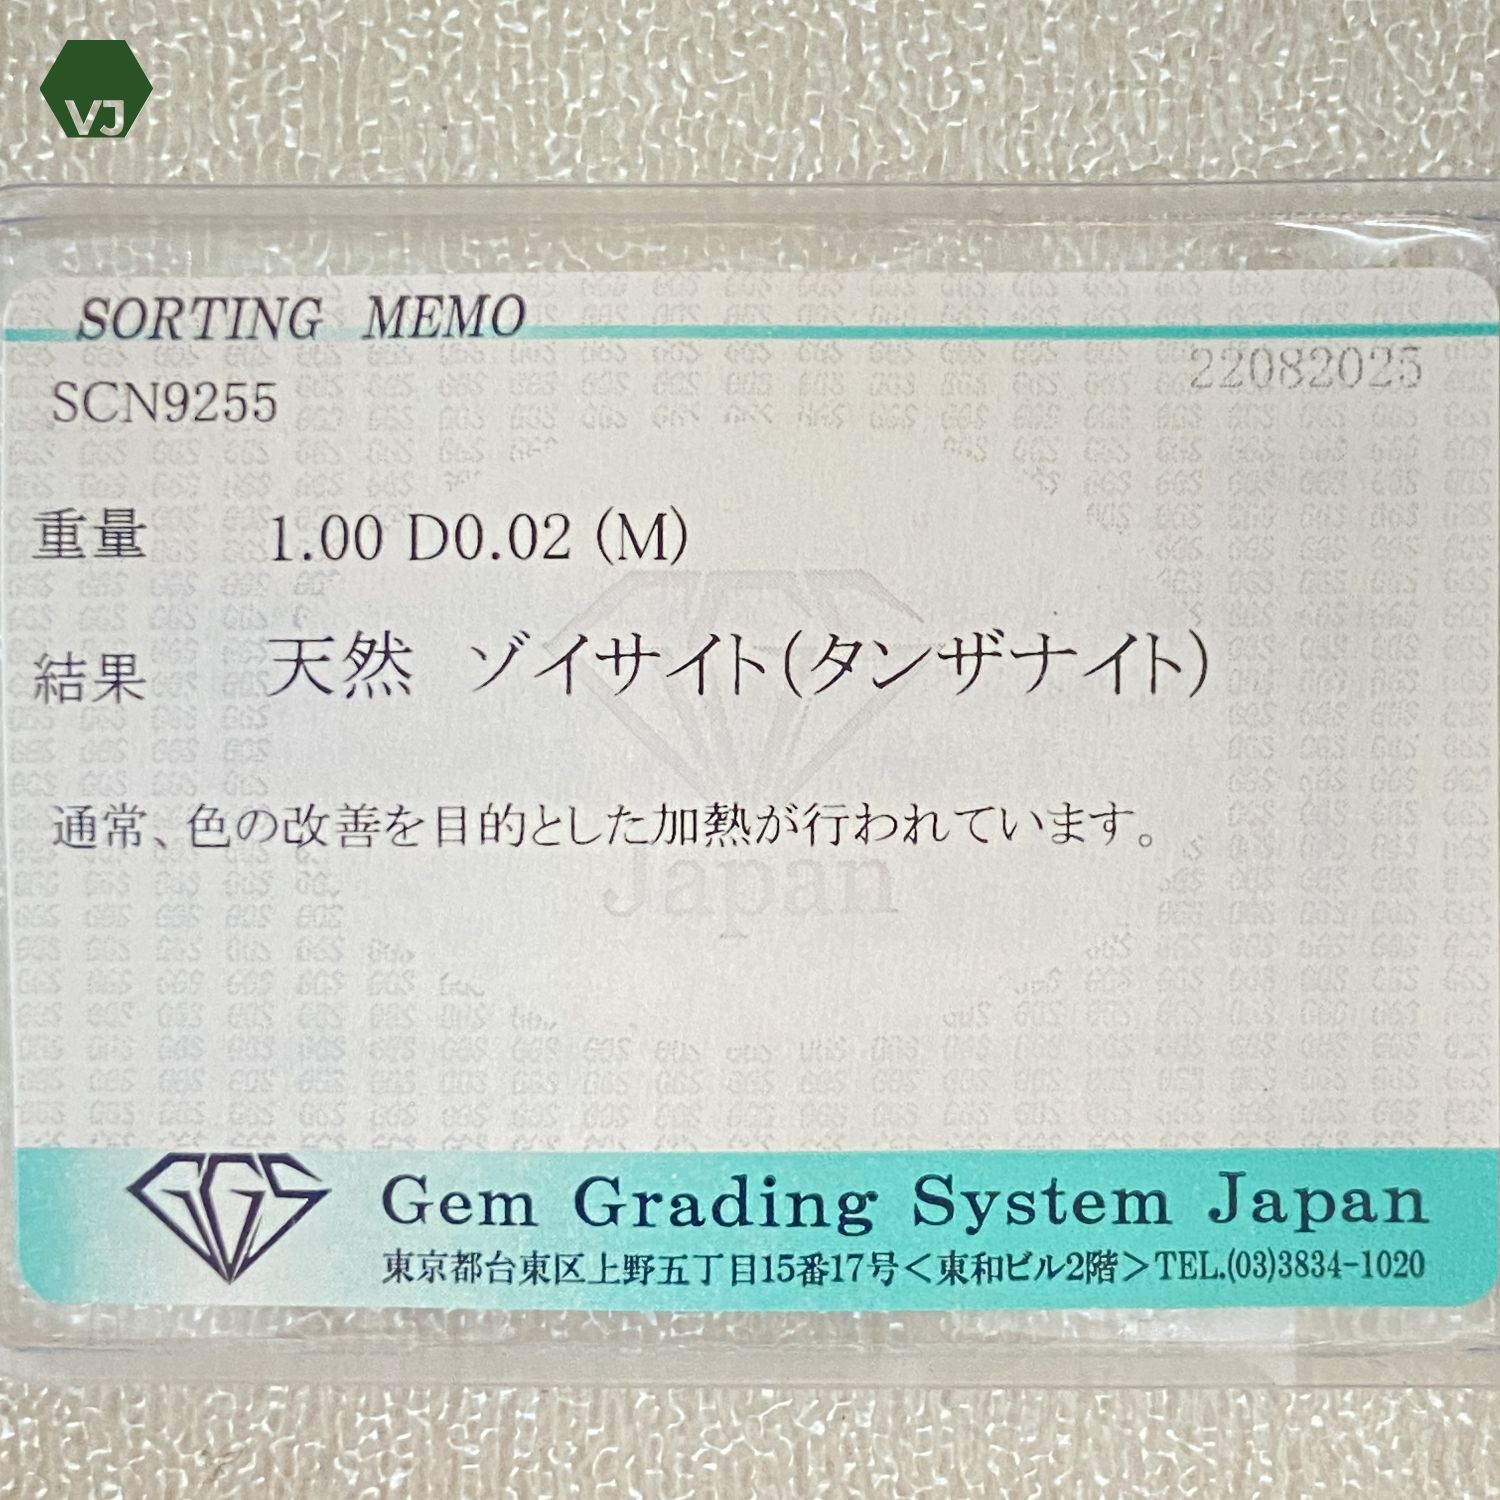 VJ
SORTING MEMO
22082025
SCN9255
重量 1.00 D0.02 (M)
結果 天然 ゾイサイト(タンザナイト)
通常、色の改善を目的とした加熱が行われています。
Japan
GGS Gem Grading System Japan
東京都台東区上野五丁目15番17号<東和ビル2階>TEL.(03)3834-1020